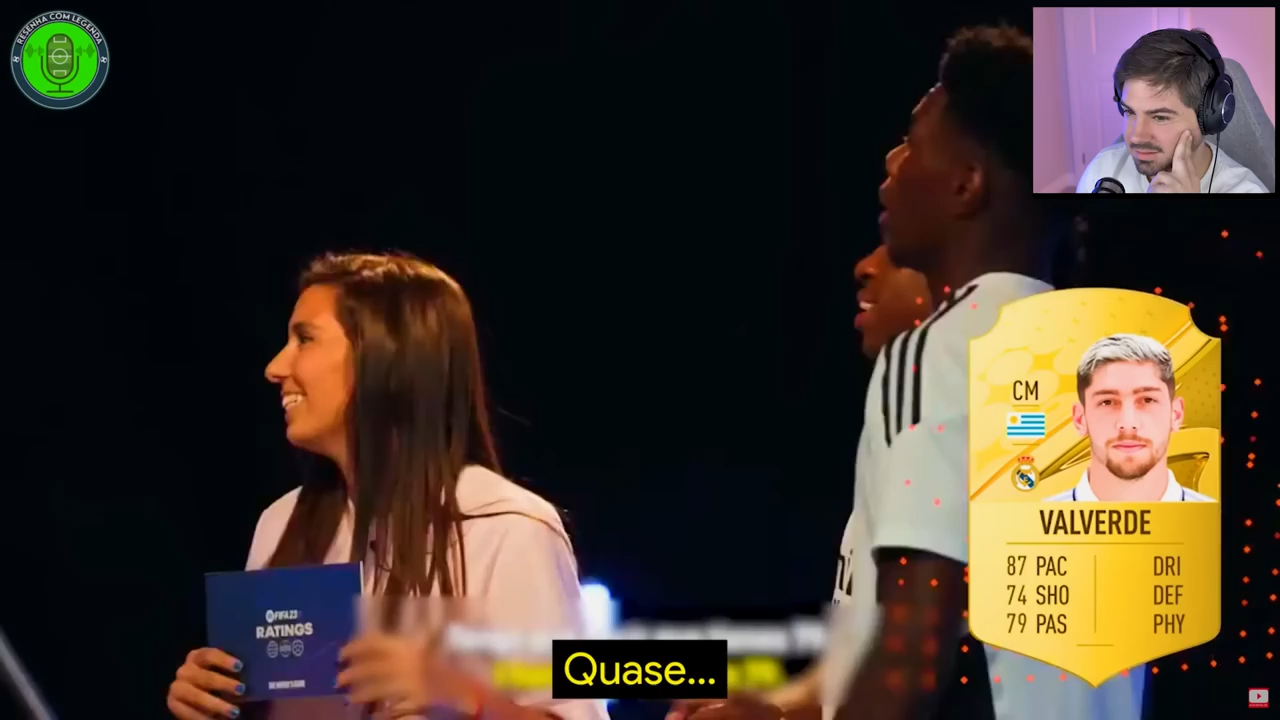 RESENHA COM LEGENDA
CM
VALVERDE
87 PAC
DRI
74 SHO
DEF
79 PAS
PHY
FIFA 23
RATINGS
Quase...